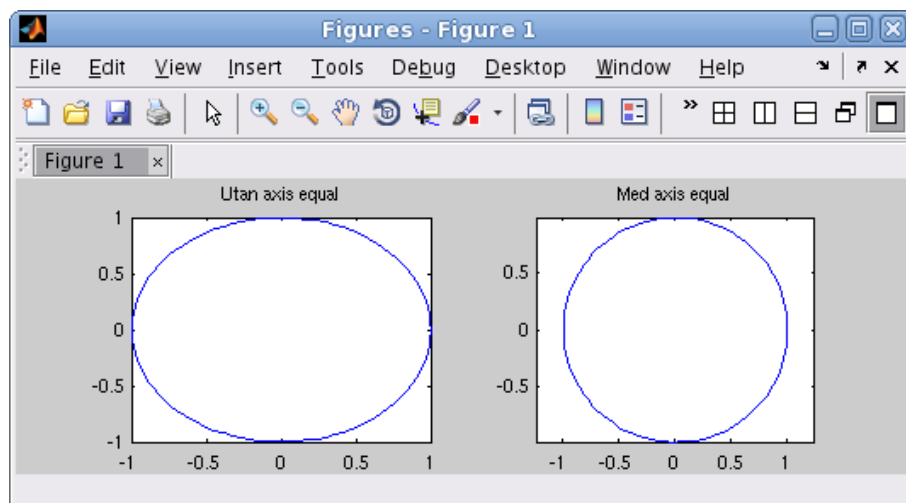 Figures - Figure 1
File Edit View Insert Tools Debug Desktop Window Help
Figure 1
Utan axis equal
1
0.5
0
-0.5
-1
-1 -0.5 0 0.5 1
Med axis equal
0.5
0
-0.5
-1 -0.5 0 0.5 1